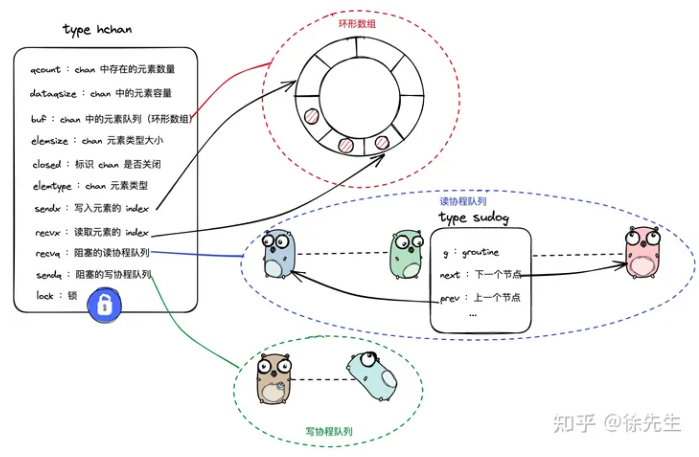 type hchan
qcount : chan 中存在的元素数量
dataqsize : chan 中的元素容量
buf : chan 中的元素队列 (环形数组)
elemsize : chan 元素类型大小
closed : 标识 chan 是否关闭
elemtype : chan 元素类型
sendx : 写入元素的 index
recvx : 读取元素的 index
recvq : 阻塞的读协程队列
sendq : 阻塞的写协程队列
lock : 锁
环形数组
读协程队列
type sudog
g : groutine
next : 下一个节点
prev : 上一个节点
...
写协程队列
知乎 @徐先生